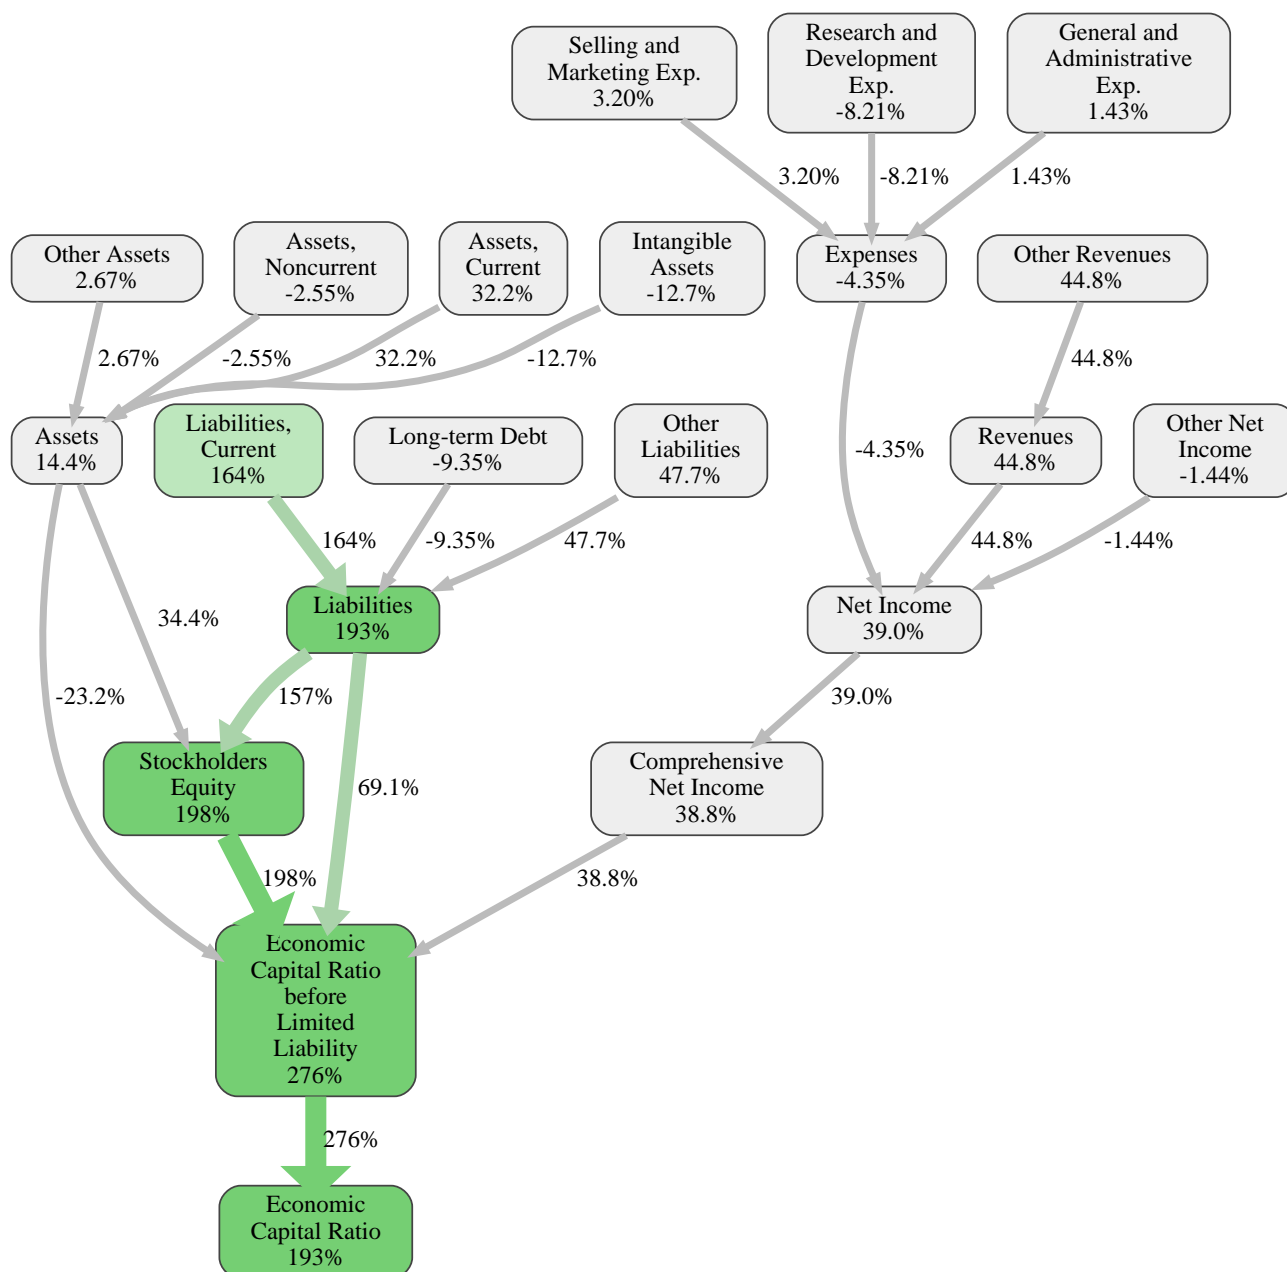 Selling and
Marketing Exp.
3.20%
Research and
Development
Exp.
-8.21%
General and
Administrative
Exp.
1.43%
3.20%
-8.21%
1.43%
Other Assets
2.67%
Assets,
Noncurrent
-2.55%
Assets,
Current
32.2%
Intangible
Assets
-12.7%
Expenses
-4.35%
Other Revenues
44.8%
2.67%
-2.55%
32.2%
-12.7%
44.8%
Assets
14.4%
Liabilities,
Current
164%
Long-term Debt
-9.35%
Other
Liabilities
47.7%
-4.35%
Revenues
44.8%
Other Net
Income
-1.44%
164%
-9.35%
47.7%
44.8%
-1.44%
Liabilities
193%
Net Income
39.0%
34.4%
-23.2%
157%
39.0%
Stockholders
Equity
198%
69.1%
Comprehensive
Net Income
38.8%
198%
38.8%
Economic
Capital Ratio
before
Limited
Liability
276%
276%
Economic
Capital Ratio
193%